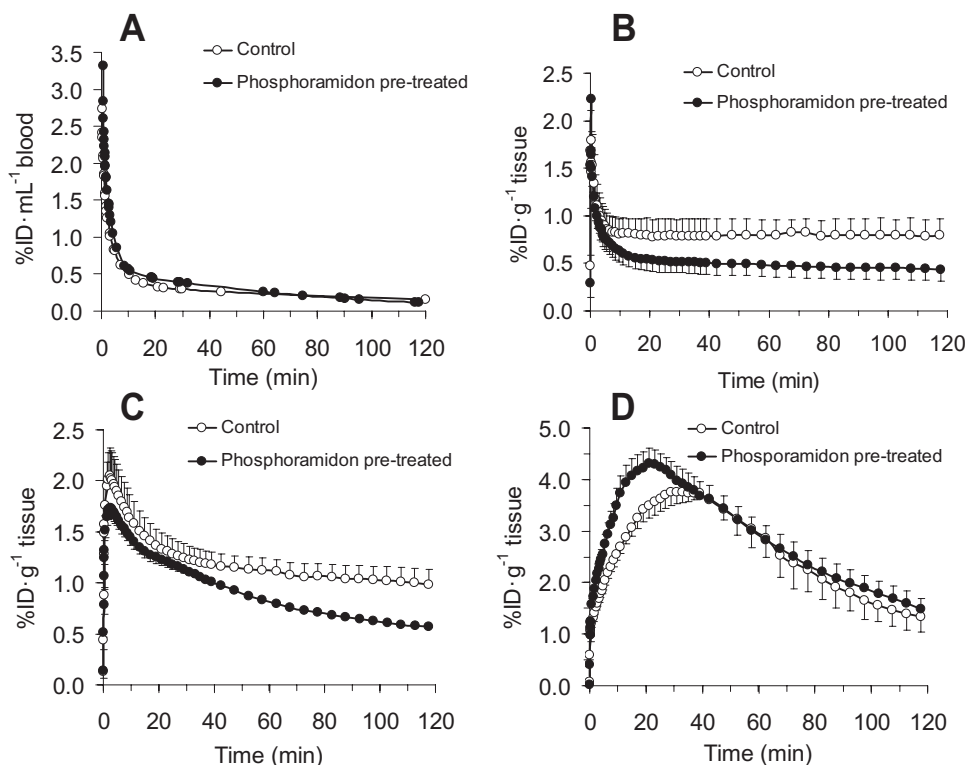 A
Control
Phosphoramidon pre-treated
3.5
3.0
2.5
2.0
1.5
1.0
0.5
0.0
%ID·mL-1 blood
0 20 40 60 80 100 120
Time (min)
B
Control
Phosphoramidon pre-treated
2.5
2.0
1.5
1.0
0.5
0.0
%ID·g-1 tissue
0 20 40 60 80 100 120
Time (min)
C
Control
Phosphoramidon pre-treated
2.5
2.0
1.5
1.0
0.5
0.0
%ID·g-1 tissue
0 20 40 60 80 100 120
Time (min)
D
Control
Phosporamidon pre-treated
5.0
4.0
3.0
2.0
1.0
0.0
%ID·g-1 tissue
0 20 40 60 80 100 120
Time (min)